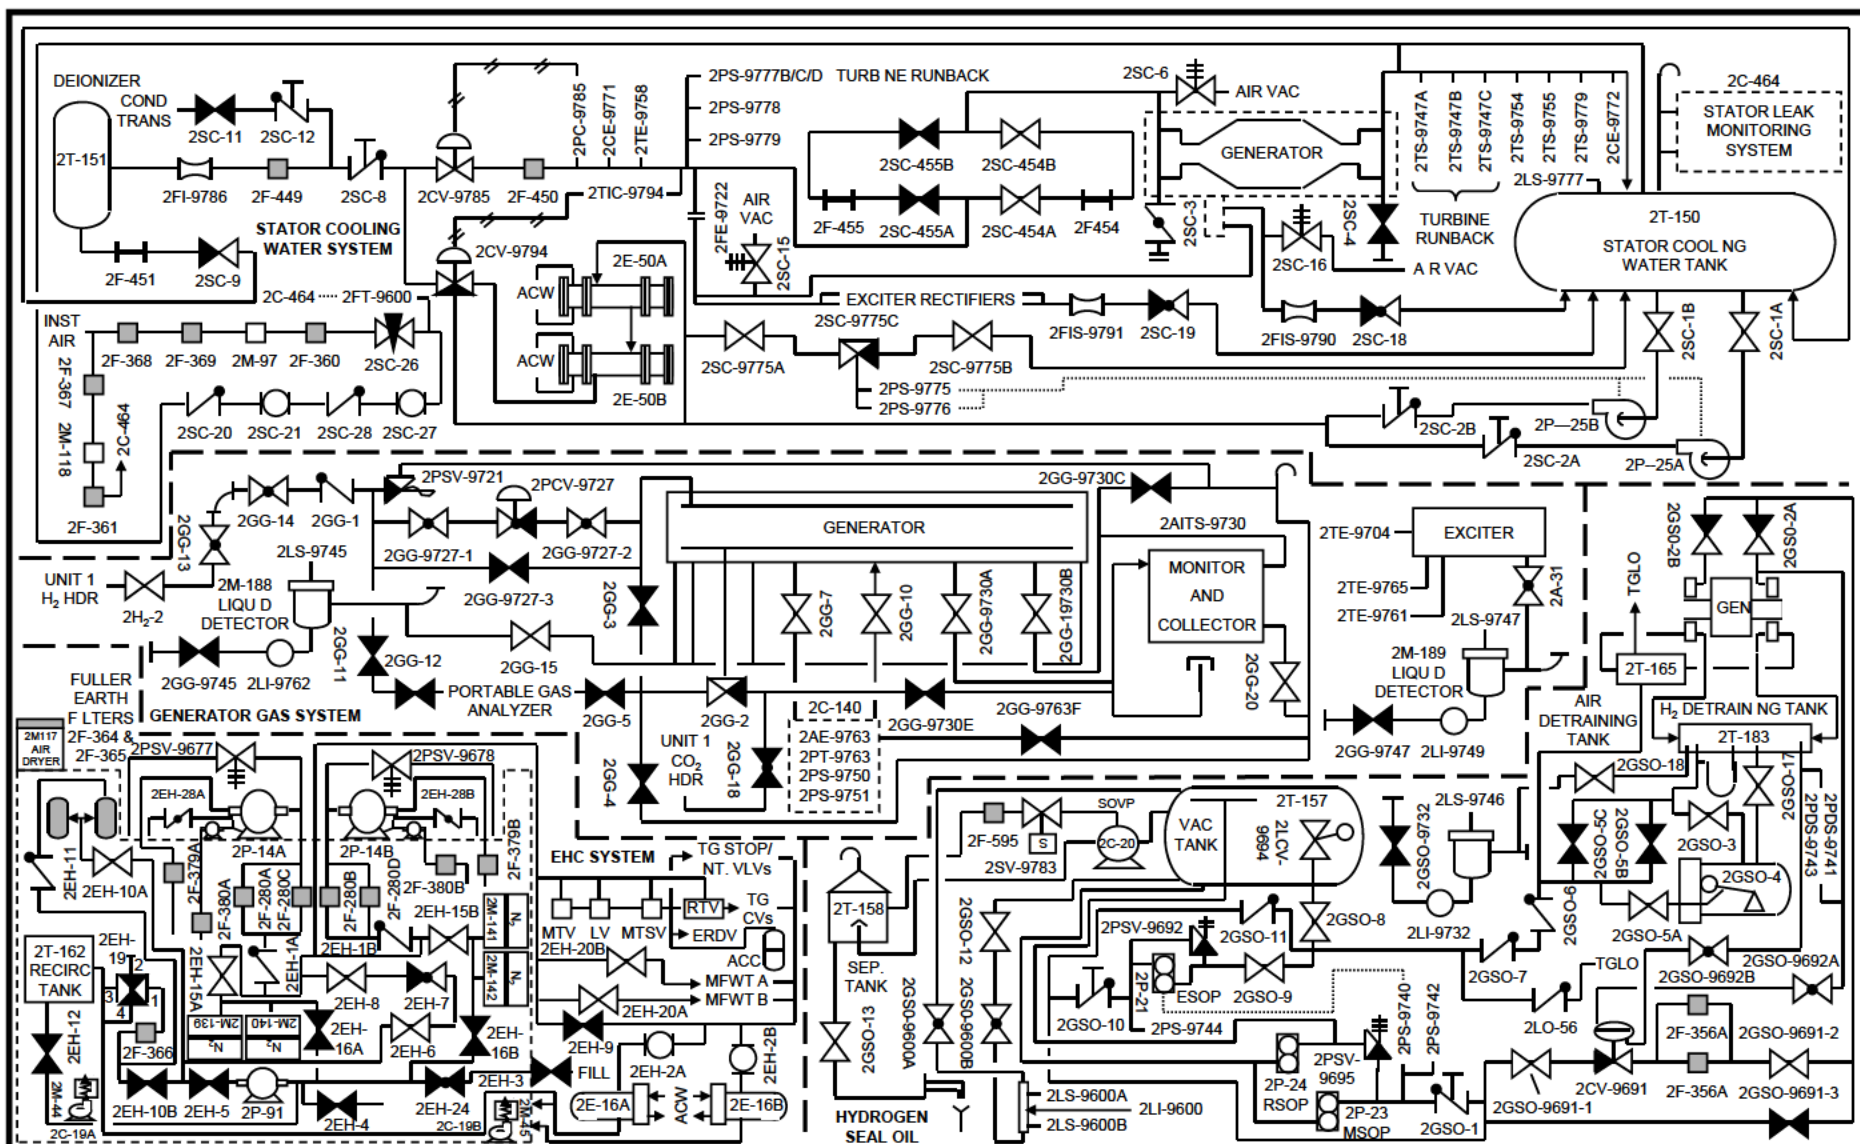 DEIONIZER
COND
TRANS
2SC-11
2SC-12
2T-151
2FI-9786
2F-449
2SC-8
2CV-9785
2F-450
2PC-9785
2CE-9771
2TE-9758
2TIC-9794
2PS-9777B/C/D TURB NE RUNBACK
2PS-9778
2PS-9779
STATOR COOLING
WATER SYSTEM
2F-451
2SC-9
2CV-9794
2FE-9722
AIR
VAC
2SC-15
2SC-455B
2SC-454B
2F-455
2SC-455A
2SC-454A
2F454
2SC-6
AIR VAC
GENERATOR
2SC-3
2SC-16
2SC-4
A R VAC
2TS-9747A
2TS-9747B
2TS-9747C
2TS-9754
2TS-9755
2TS-9779
2CE-9772
TURBINE
RUNBACK
2LS-9777
2C-464
STATOR LEAK
MONITORING
SYSTEM
2T-150
STATOR COOL NG
WATER TANK
2C-464
2FT-9600
INST
AIR
2F-368
2F-369
2M-97
2F-360
2SC-26
2F-367
2M-118
2C-464
2F-361
2SC-20
2SC-21
2SC-28
2SC-27
2E-50A
ACW
ACW
2E-50B
EXCITER RECTIFIERS
2SC-9775C
2SC-9775A
2SC-9775B
2PS-9775
2PS-9776
2FIS-9791
2SC-19
2FIS-9790
2SC-18
2SC-1B
2SC-1A
2SC-2B
2P—25B
2SC-2A
2P–25A
2PSV-9721
2PCV-9727
2GG-14
2GG-1
2GG-13
2GG-9727-1
2GG-9727-2
2GG-9727-3
UNIT 1
H2 HDR
2H2-2
2LS-9745
2M-188
LIQU D
DETECTOR
2GG-9745
2LI-9762
2GG-11
2GG-12
2GG-15
2GG-3
GENERATOR
2GG-7
2GG-10
2GG-9730A
2GG-19730B
2GG-9730C
2AITS-9730
MONITOR
AND
COLLECTOR
2GG-20
PORTABLE GAS
ANALYZER
2GG-5
2GG-2
2GG-9730E
2GG-9763F
GENERATOR GAS SYSTEM
2GG-4
UNIT 1
CO2
HDR
2GG-18
2C-140
2AE-9763
2PT-9763
2PS-9750
2PS-9751
2TE-9704
EXCITER
2TE-9765
2TE-9761
2A-31
2LS-9747
2M-189
LIQU D
DETECTOR
2GG-9747
2LI-9749
TGLO
2GS0-2B
2GS0-2A
GEN
2T-165
AIR
DETRAINING
TANK
H2 DETRAIN NG TANK
2T-183
2GSO-18
2GSO-17
2GSO-3
2GSO-5C
2GSO-5B
2PDS-9743
2PDS-9741
2GSO-4
2GSO-5A
2GSO-6
FULLER
EARTH
F LTERS
2F-364 &
2F-365
2M117
AIR
DRYER
2PSV-9677
2PSV-9678
2EH-28A
2EH-28B
2P-14A
2P-14B
2EH-11
2EH-10A
2F-379A
2F-380A
2F-280A
2F-280C
2F-280B
2F-280D
2F-380B
2F-379B
2T-162
RECIRC
TANK
2EH-
19
2
3
1
4
2EH-15A
2EH-1A
2EH-1B
2EH-15B
2M-141
N2
2M-142
N2
2EH-8
2EH-7
2F-366
2M-139
2M-140
N2
N2
2EH-
16A
2EH-6
2EH-
16B
2EH-12
2M-44
2C-19A
2EH-10B
2EH-5
2P-91
2EH-4
2EH-24
2EH-3
FILL
2C-19B
2M-45
EHC SYSTEM
TG STOP/
NT. VLVs
MTV
LV
MTSV
RTV
TG
CVs
ERDV
ACC
2EH-20B
MFWT A
MFWT B
2EH-20A
2EH-9
2EH-2A
2EH-2B
2E-16A
ACW
2E-16B
2F-595
SOVP
S
2SV-9783
2C-20
2T-157
VAC
TANK
2LCV-
9694
2GSO-9732
2LS-9746
2LI-9732
2T-158
SEP.
TANK
2GSO-13
2GSO-12
2GS0-9600A
2GS0-9600B
2PSV-9692
2GSO-11
2GSO-8
2P-21
ESOP
2GSO-9
2GSO-10
2PS-9744
2GSO-7
TGLO
2LO-56
2GSO-9692B
2GSO-9692A
2PS-9740
2PS-9742
2PSV-
9695
2P-24
RSOP
2P-23
MSOP
2GSO-1
2GSO-9691-1
2CV-9691
2F-356A
2F-356A
2GSO-9691-2
2GSO-9691-3
2LS-9600A
2LI-9600
2LS-9600B
HYDROGEN
SEAL OIL